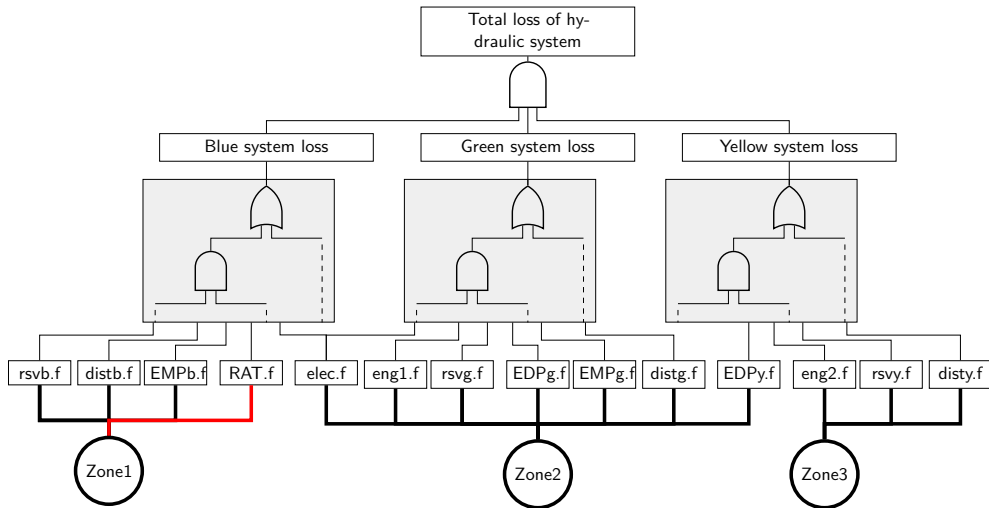 Total loss of hy-
draulic system
Blue system loss
Green system loss
Yellow system loss
rsvb.f
distb.f
EMPb.f
RAT.f
elec.f
eng1.f
rsvg.f
EDPg.f
EMPg.f
distg.f
EDPy.f
eng2.f
rsvy.f
disty.f
Zone1
Zone2
Zone3